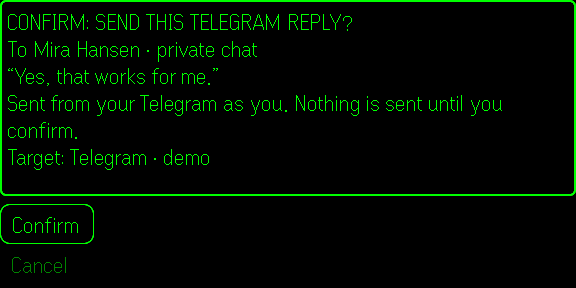 CONFIRM: SEND THIS TELEGRAM REPLY?
To Mira Hansen · private chat
“Yes, that works for me.”
Sent from your Telegram as you. Nothing is sent until you
confirm.
Target: Telegram · demo
Confirm
Cancel